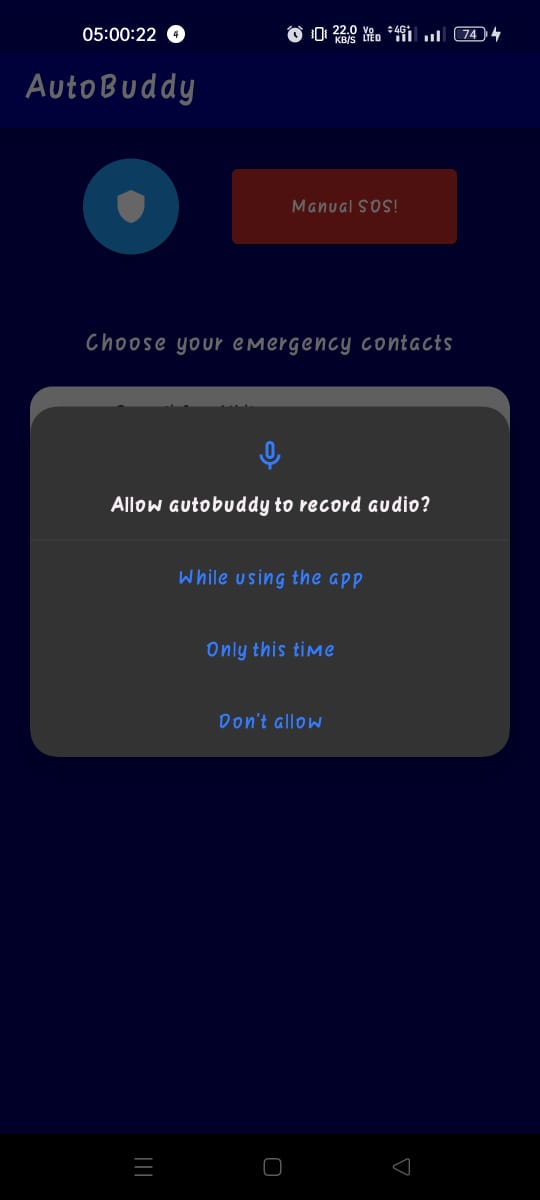 05:00:22
22.0 KB/S Vo LTE 4G+ 74
AutoBuddy
Manual SOS!
Choose your emergency contacts
Allow autobuddy to record audio?
While using the app
Only this time
Don't allow